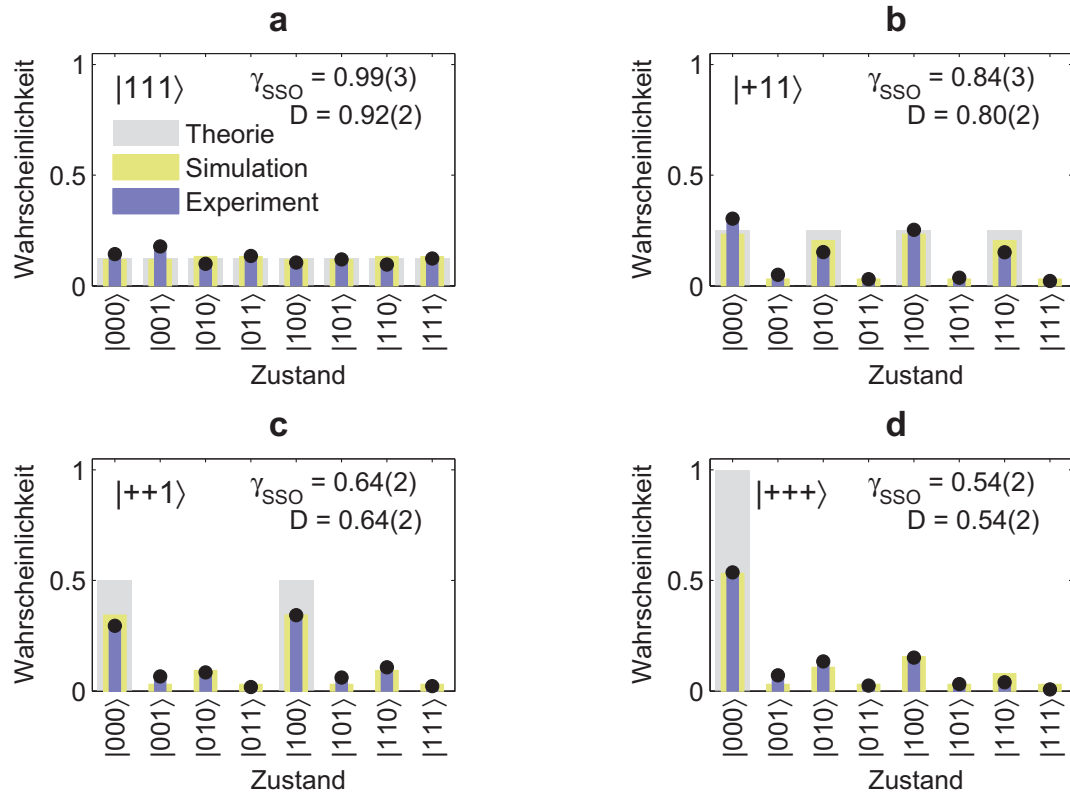 a
|111⟩
γSSO = 0.99(3)
D = 0.92(2)
Theorie
Simulation
Experiment
Wahrscheinlichkeit
1
0.5
0
|000⟩
|001⟩
|010⟩
|011⟩
|100⟩
|101⟩
|110⟩
|111⟩
Zustand
b
|+11⟩
γSSO = 0.84(3)
D = 0.80(2)
Wahrscheinlichkeit
1
0.5
0
|000⟩
|001⟩
|010⟩
|011⟩
|100⟩
|101⟩
|110⟩
|111⟩
Zustand
c
|++1⟩
γSSO = 0.64(2)
D = 0.64(2)
Wahrscheinlichkeit
1
0.5
0
|000⟩
|001⟩
|010⟩
|011⟩
|100⟩
|101⟩
|110⟩
|111⟩
Zustand
d
|+++⟩
γSSO = 0.54(2)
D = 0.54(2)
Wahrscheinlichkeit
1
0.5
0
|000⟩
|001⟩
|010⟩
|011⟩
|100⟩
|101⟩
|110⟩
|111⟩
Zustand